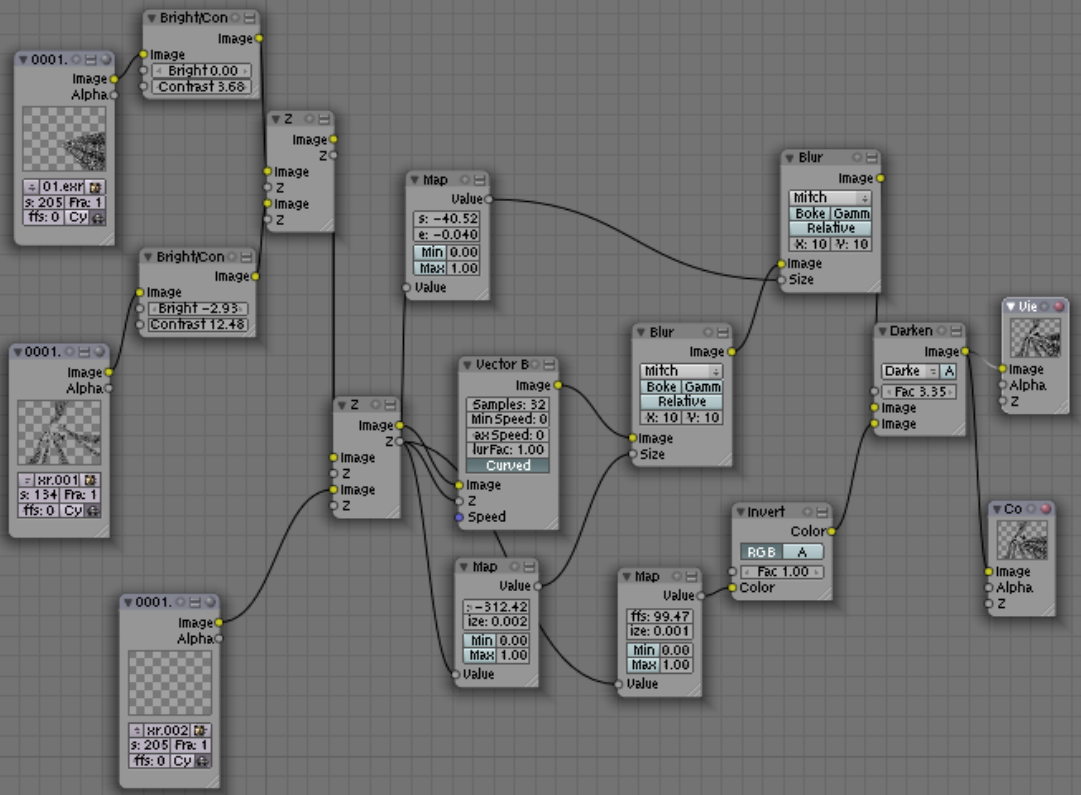 Bright/Con
Image
Image
Bright 0.00
Contrast 3.68
0001.
Image
Alpha
01.exr
s: 205 Fra: 1
ffs: 0 Cy
Z
Image
Z
Image
Z
Image
Z
Bright/Con
Image
Image
Bright -2.93
Contrast 12.48
0001.
Image
Alpha
xr.001
s: 134 Fra: 1
ffs: 0 Cy
Map
Value
s: -40.52
e: -0.040
Min 0.00
Max 1.00
Value
Blur
Image
Mitch
Boke Gamm
Relative
X: 10 Y: 10
Image
Size
Vie
Image
Alpha
Z
Blur
Image
Mitch
Boke Gamm
Relative
X: 10 Y: 10
Image
Size
Darken
Image
Darke A
Fac 3.35
Image
Image
Vector B
Image
Samples: 32
Min Speed: 0
ax Speed: 0
lurFac: 1.00
Curved
Image
Z
Speed
Z
Image
Z
Image
Z
Image
Z
Invert
Color
RGB A
Fac 1.00
Color
Co
Image
Alpha
Z
Map
Value
:-312.42
ize: 0.002
Min 0.00
Max 1.00
Value
Map
Value
ffs: 99.47
ize: 0.001
Min 0.00
Max 1.00
Value
0001.
Image
Alpha
xr.002
s: 205 Fra: 1
ffs: 0 Cy